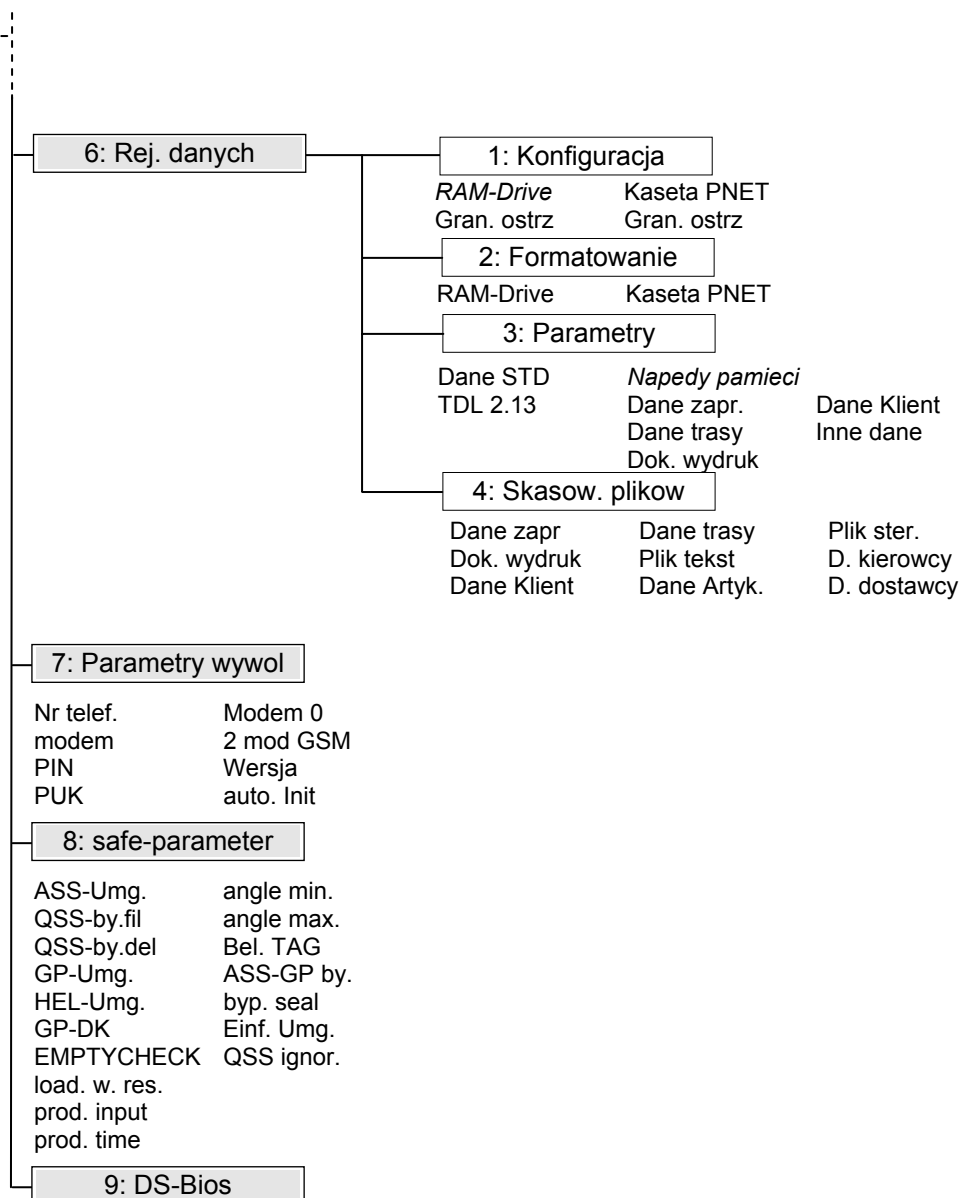 6: Rej. danych
1: Konfiguracja
RAM-Drive Kaseta PNET
Gran. ostrz Gran. ostrz
2: Formatowanie
RAM-Drive Kaseta PNET
3: Parametry
Dane STD Napedy pamieci
TDL 2.13 Dane zapr. Dane Klient
Dane trasy Inne dane
Dok. wydruk
4: Skasow. plikow
Dane zapr Dane trasy Plik ster.
Dok. wydruk Plik tekst D. kierowcy
Dane Klient Dane Artyk. D. dostawcy
7: Parametry wywol
Nr telef. Modem 0
modem 2 mod GSM
PIN Wersja
PUK auto. Init
8: safe-parameter
ASS-Umg. angle min.
QSS-by.fil angle max.
QSS-by.del Bel. TAG
GP-Umg. ASS-GP by.
HEL-Umg. byp. seal
GP-DK Einf. Umg.
EMPTYCHECK QSS ignor.
load. w. res.
prod. input
prod. time
9: DS-Bios